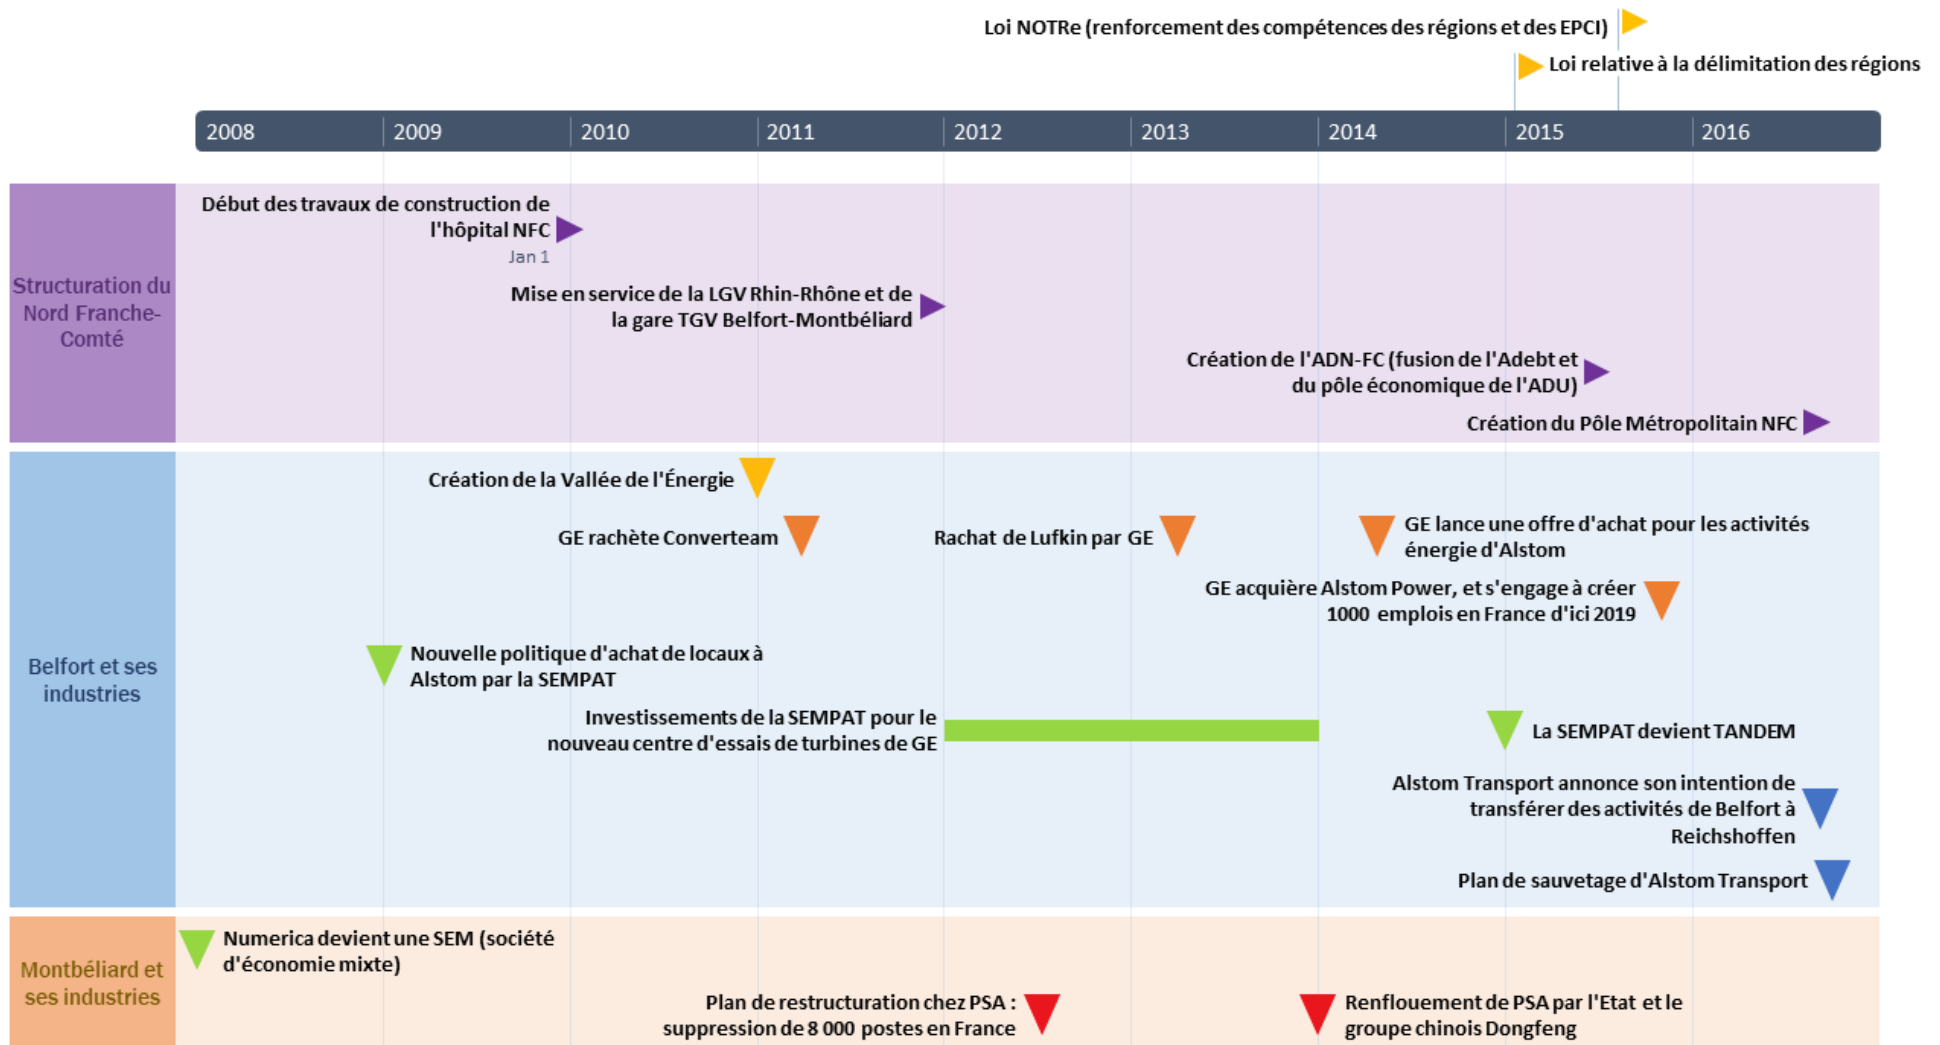 Loi NOTRe (renforcement des compétences des régions et des EPCI)
Loi relative à la délimitation des régions
2008 2009 2010 2011 2012 2013 2014 2015 2016
Structuration du
Nord Franche-
Comté
Début des travaux de construction de
l'hôpital NFC
Jan 1
Mise en service de la LGV Rhin-Rhône et de
la gare TGV Belfort-Montbéliard
Création de l'ADN-FC (fusion de l'Adebt et
du pôle économique de l'ADU)
Création du Pôle Métropolitain NFC
Belfort et ses
industries
Création de la Vallée de l'Énergie
GE rachète Converteam
Rachat de Lufkin par GE
GE lance une offre d'achat pour les activités
énergie d'Alstom
GE acquière Alstom Power, et s'engage à créer
1000 emplois en France d'ici 2019
Nouvelle politique d'achat de locaux à
Alstom par la SEMPAT
Investissements de la SEMPAT pour le
nouveau centre d'essais de turbines de GE
La SEMPAT devient TANDEM
Alstom Transport annonce son intention de
transférer des activités de Belfort à
Reichshoffen
Plan de sauvetage d'Alstom Transport
Montbéliard et
ses industries
Numerica devient une SEM (société
d'économie mixte)
Plan de restructuration chez PSA :
suppression de 8 000 postes en France
Renflouement de PSA par l'Etat et le
groupe chinois Dongfeng